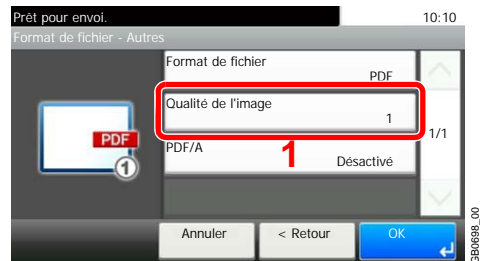 Prêt pour envoi. 10:10
Format de fichier - Autres
Format de fichier
PDF
Qualité de l'image
1
1/1
PDF
1
PDF/A
1
Désactivé
Annuler < Retour OK
GB0698_00